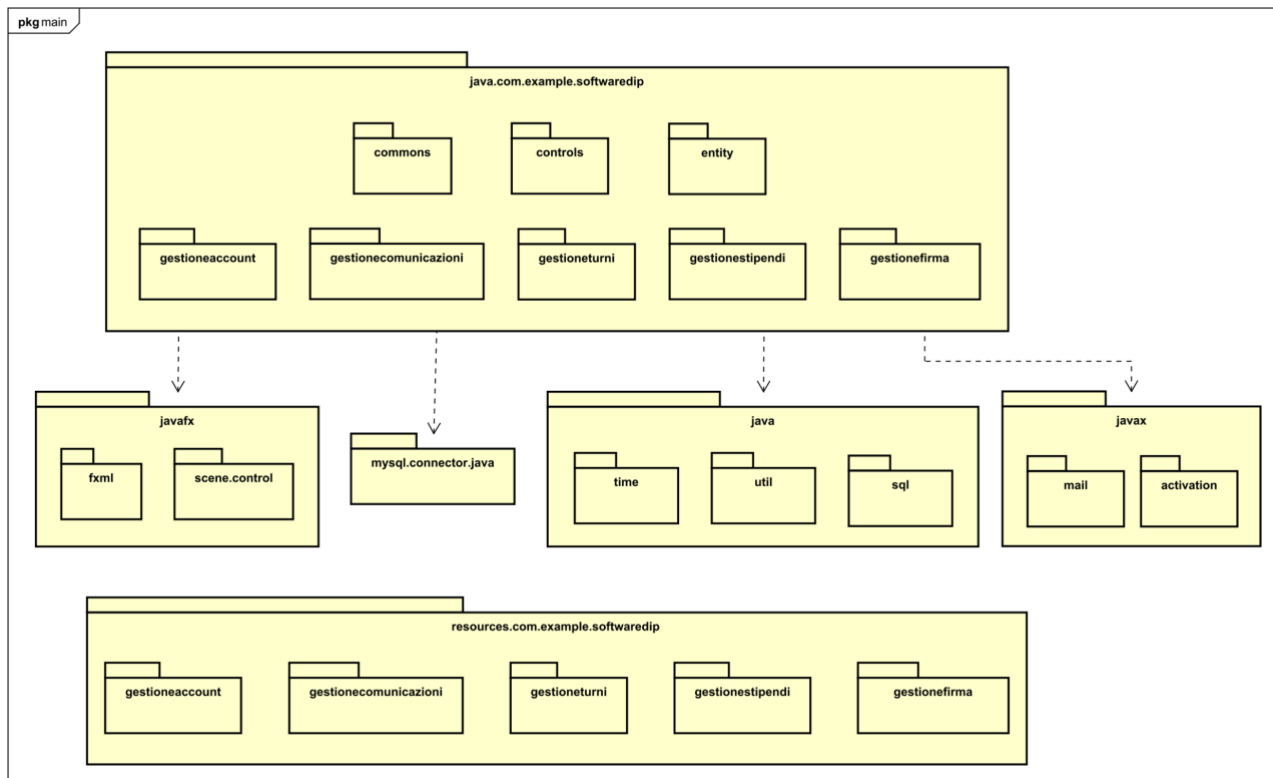 pkg main
java.com.example.softwaredip
commons controls entity
gestioneaccount gestionecomunicazioni gestioneturni gestionestipendi gestionefirma
javafx
fxml scene.control
mysql.connector.java
java
time util sql
javax
mail activation
resources.com.example.softwaredip
gestioneaccount gestionecomunicazioni gestioneturni gestionestipendi gestionefirma